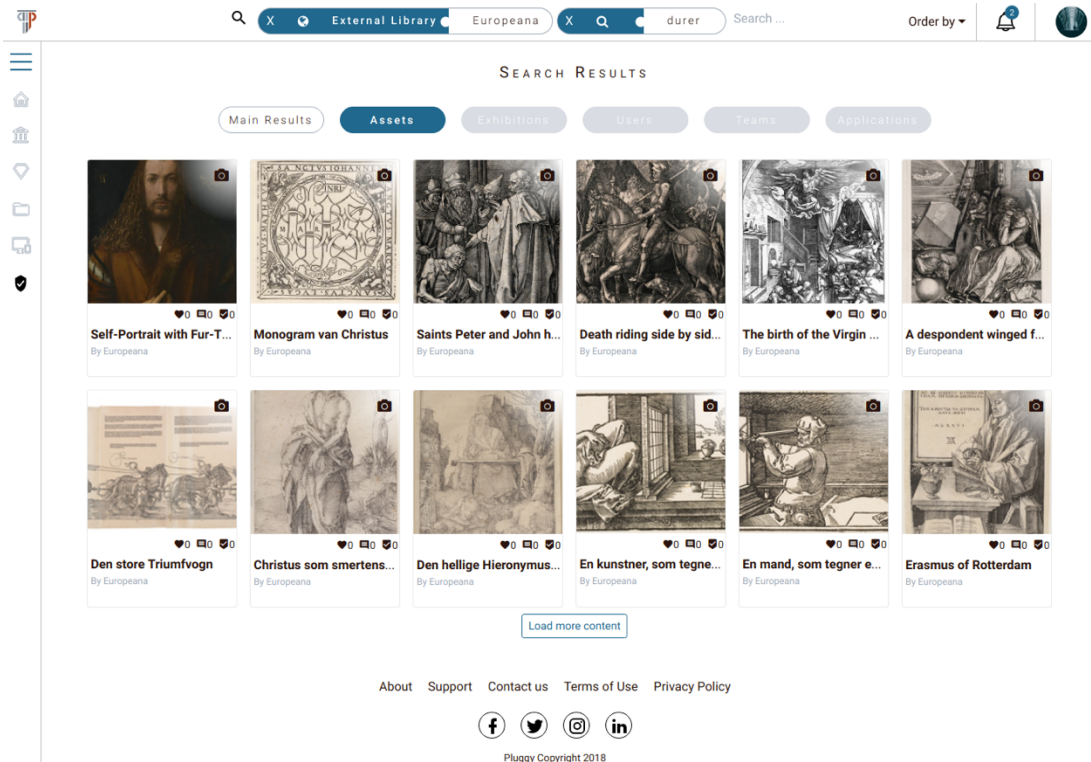 X External Library Europeana X durer Search ... Order by 2
SEARCH RESULTS
Main Results Assets Exhibitions Users Teams Applications
SANCTVS IOHANNE
INRI
0 0 0
Self-Portrait with Fur-T...
By Europeana
0 0 0
Monogram van Christus
By Europeana
0 0 0
Saints Peter and John h...
By Europeana
0 0 0
Death riding side by sid...
By Europeana
0 0 0
The birth of the Virgin ...
By Europeana
0 0 0
A despondent winged f...
By Europeana
0 0 0
Den store Triumfvogn
By Europeana
0 0 0
Christus som smertens...
By Europeana
0 0 0
Den hellige Hieronymus...
By Europeana
0 0 0
En kunstner, som tegne...
By Europeana
0 0 0
En mand, som tegner e...
By Europeana
0 0 0
Erasmus of Rotterdam
By Europeana
Load more content
About Support Contact us Terms of Use Privacy Policy
Pluggy Copyright 2018